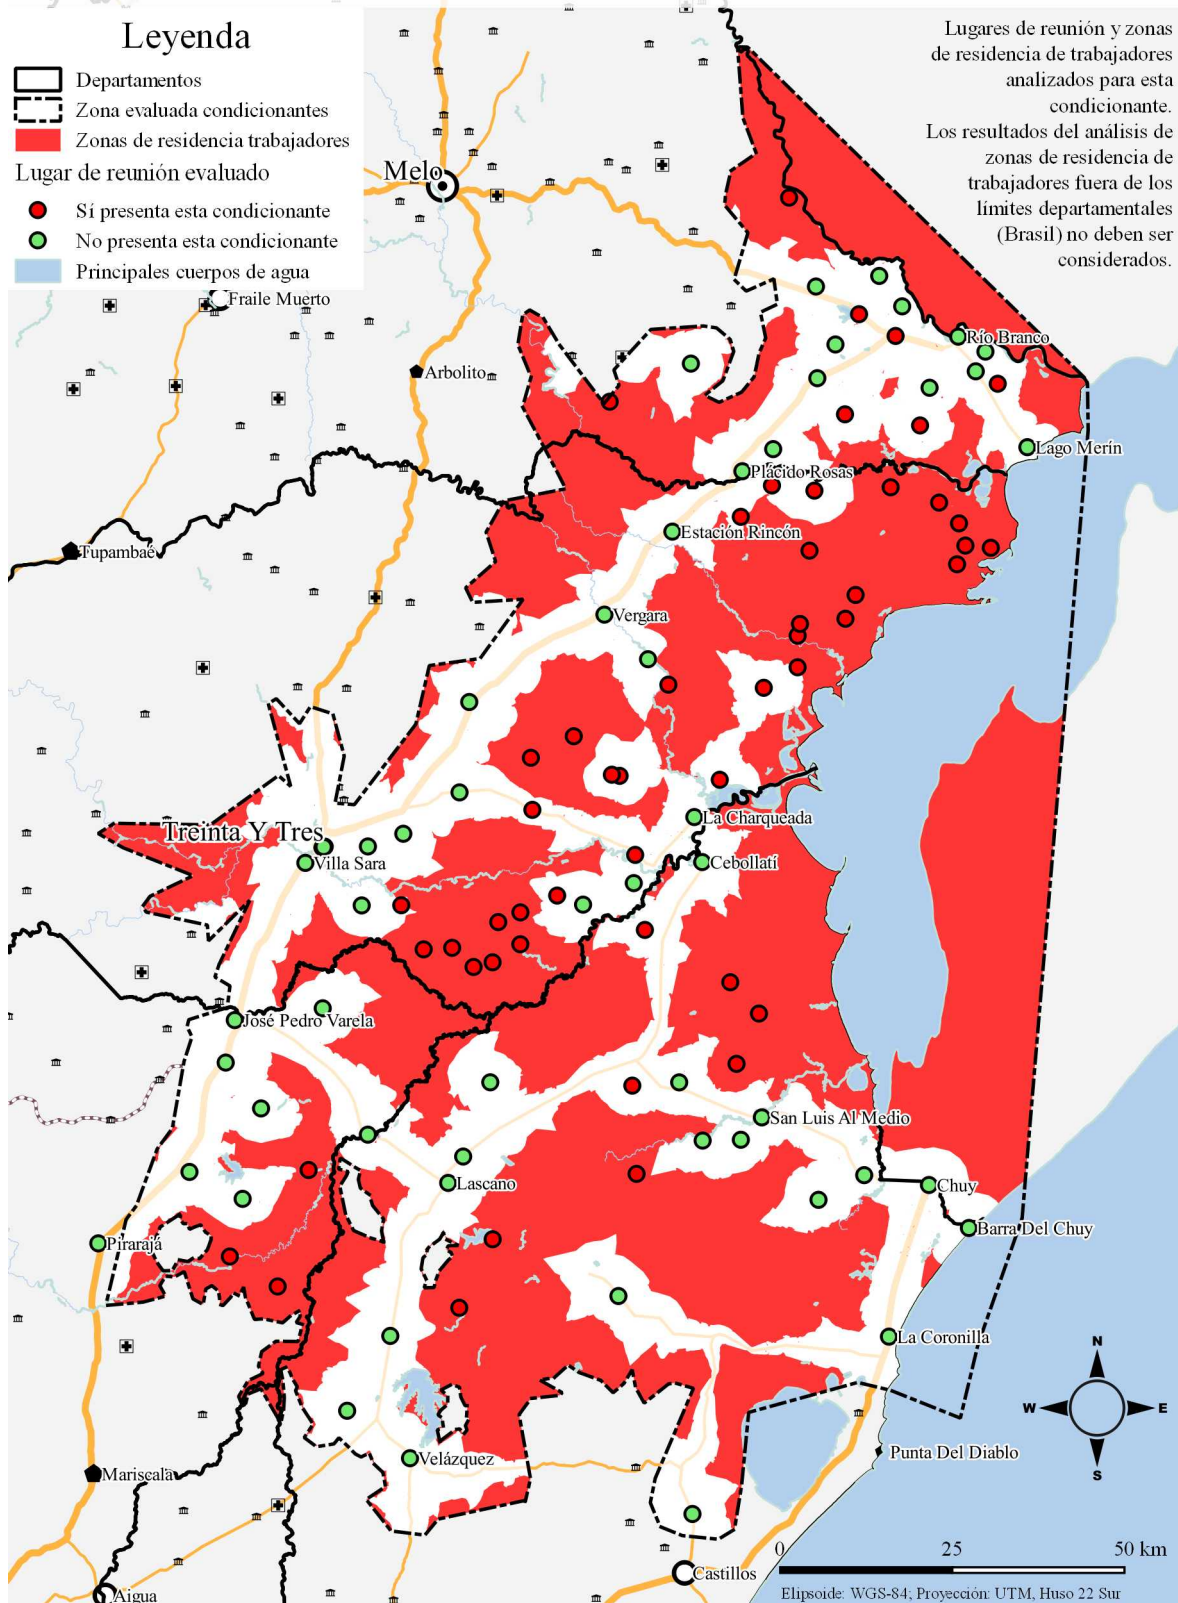 Leyenda
Departamentos
Zona evaluada condicionantes
Zonas de residencia trabajadores
Lugar de reunión evaluado
Sí presenta esta condicionante
No presenta esta condicionante
Principales cuerpos de agua
Lugares de reunión y zonas
de residencia de trabajadores
analizados para esta
condicionante.
Los resultados del análisis de
zonas de residencia de
trabajadores fuera de los
límites departamentales
(Brasil) no deben ser
considerados.
Melo
Fraile Muerto
Río Branco
Arbolito
Lago Merín
Plácido Rosas
Estación Rincón
Tupambaé
Vergara
La Charqueada
Treinta Y Tres
Villa Sara
Cebollatí
José Pedro Varela
San Luis Al Medio
Lascano
Chuy
Barra Del Chuy
Pirarajá
La Coronilla
N
W
E
S
Velázquez
Punta Del Diablo
Mariscala
Castillos
Aigua
0
25
50 km
Elipsoide: WGS-84; Proyección: UTM, Huso 22 Sur